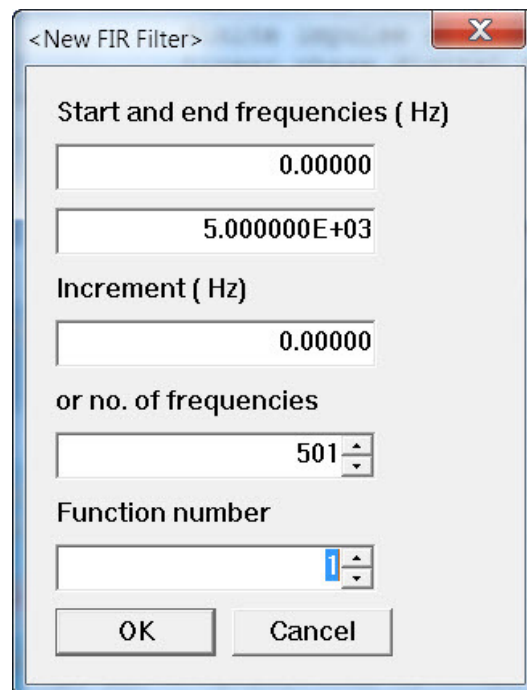 <New FIR Filter>
Start and end frequencies ( Hz)
0.00000
5.000000E+03
Increment ( Hz)
0.00000
or no. of frequencies
501
Function number
1
OK Cancel